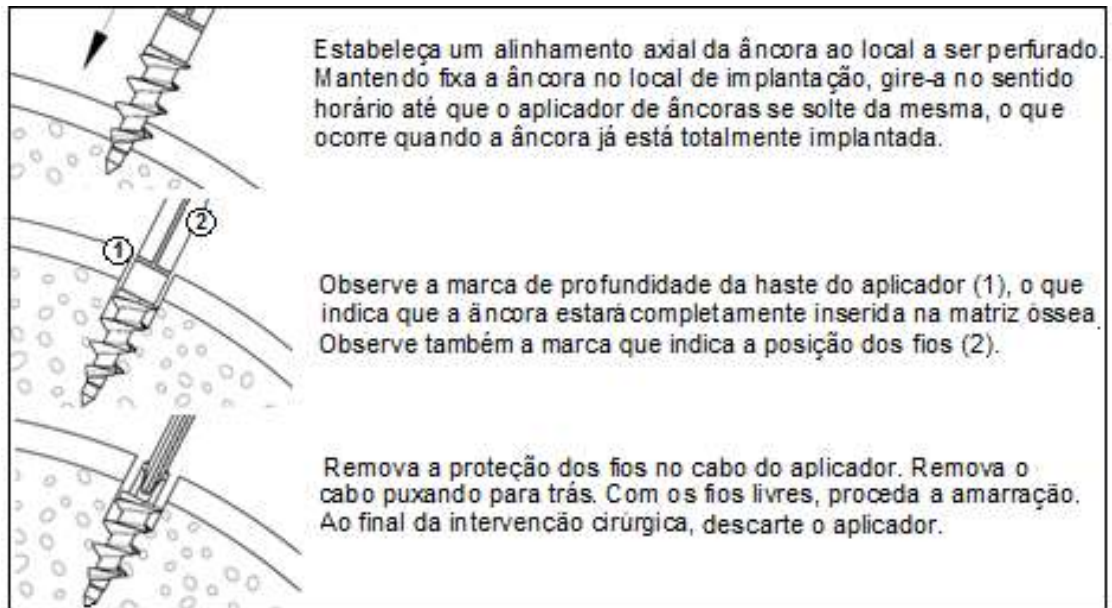 Estabeleça um alinhamento axial da âncora ao local a ser perfurado.
Mantendo fixa a âncora no local de implantação, gire-a no sentido
horário até que o aplicador de âncoras se solte da mesma, o que
ocorre quando a âncora já está totalmente implantada.
1
2
Observe a marca de profundidade da haste do aplicador (1), o que
indica que a âncora estará completamente inserida na matriz óssea
Observe também a marca que indica a posição dos fios (2).
Remova a proteção dos fios no cabo do aplicador. Remova o
cabo puxando para trás. Com os fios livres, proceda a amarração.
Ao final da intervenção cirúrgica, descarte o aplicador.